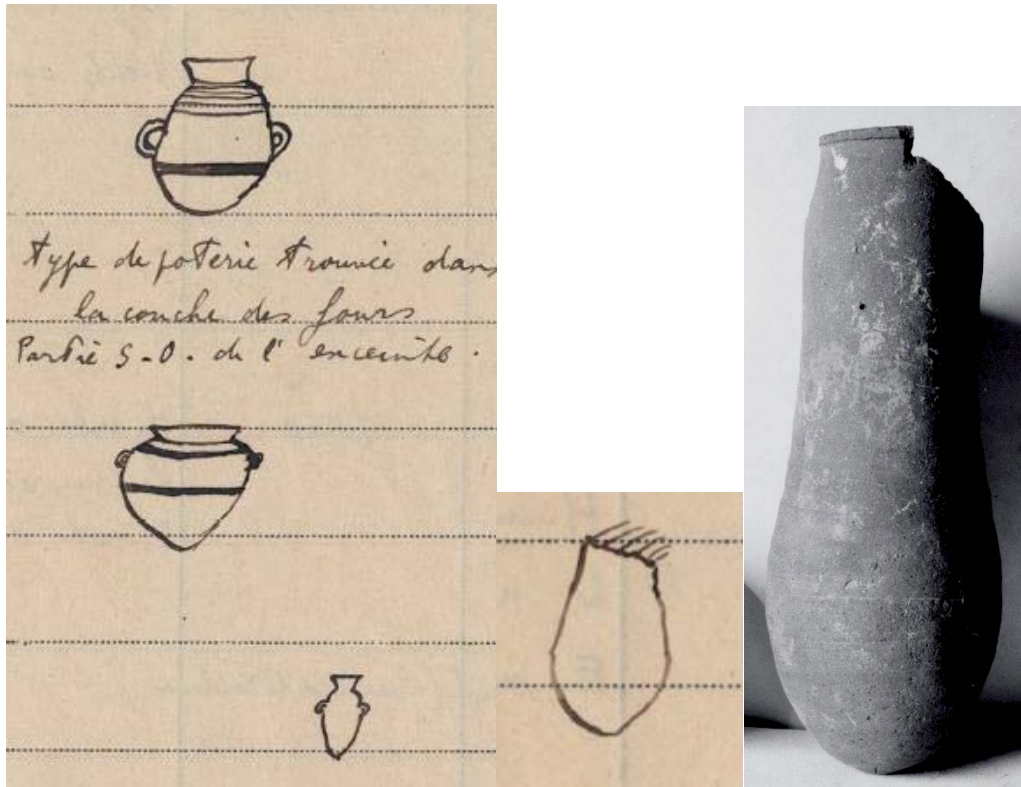 type de poterie trouvée dans
la couche des fours
Partie S-O. de l'enceinte.